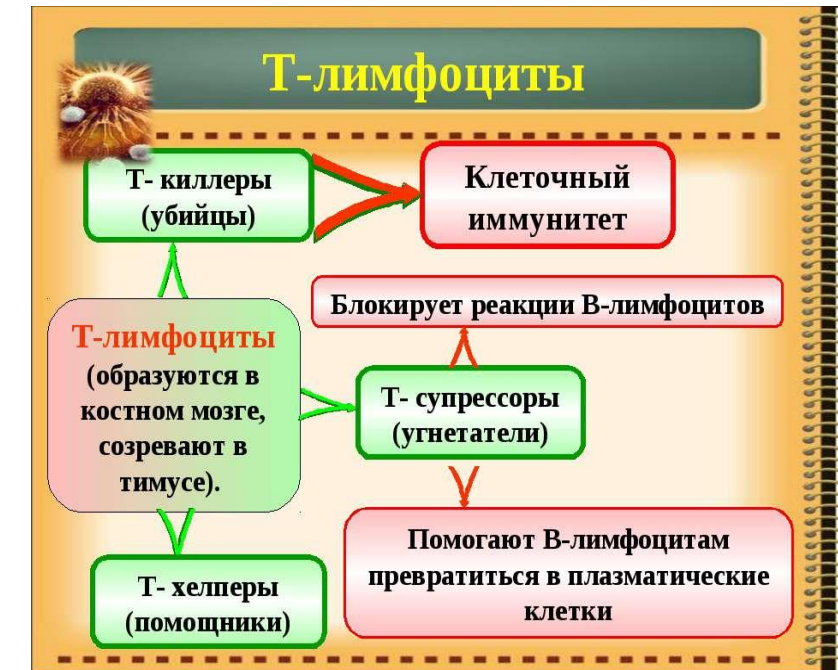 Т-лимфоциты
Т- киллеры
(убийцы)
Клеточный
иммунитет
Блокирует реакции В-лимфоцитов
Т-лимфоциты
(образуются в
костном мозге,
созревают в
тимусе).
Т- супрессоры
(угнетатели)
Т- хелперы
(помощники)
Помогают В-лимфоцитам
превратиться в плазматические
клетки